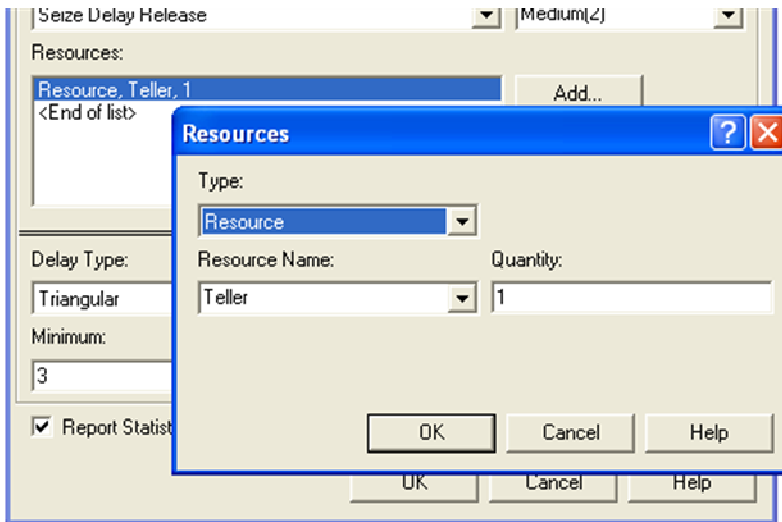 Seize Delay Release
Medium(2)
Resources:
Resource, Teller, 1
Add...
<End of list>
Resources
Type:
Resource
Delay Type:
Resource Name:
Quantity:
Triangular
Teller
1
Minimum:
3
Report Statist
OK
Cancel
Help
OK
Cancel
Help